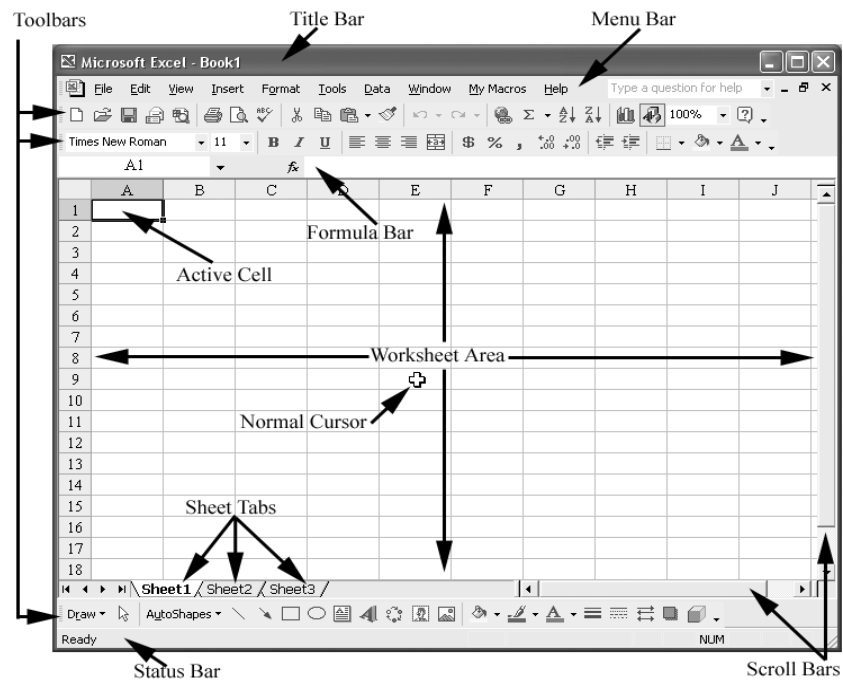 Toolbars Title Bar Menu Bar
Microsoft Excel - Book1
File Edit View Insert Format Tools Data Window My Macros Help Type a question for help
100%
Times New Roman 11 B I U $ % ,
A1 fx
A B C D E F G H I J
1
2
Formula Bar
3
4
Active Cell
5
6
7
8
Worksheet Area
9
10
11
Normal Cursor
12
13
14
15
Sheet Tabs
16
17
18
Sheet1 Sheet2 Sheet3
Draw AutoShapes A
Ready NUM
Status Bar Scroll Bars